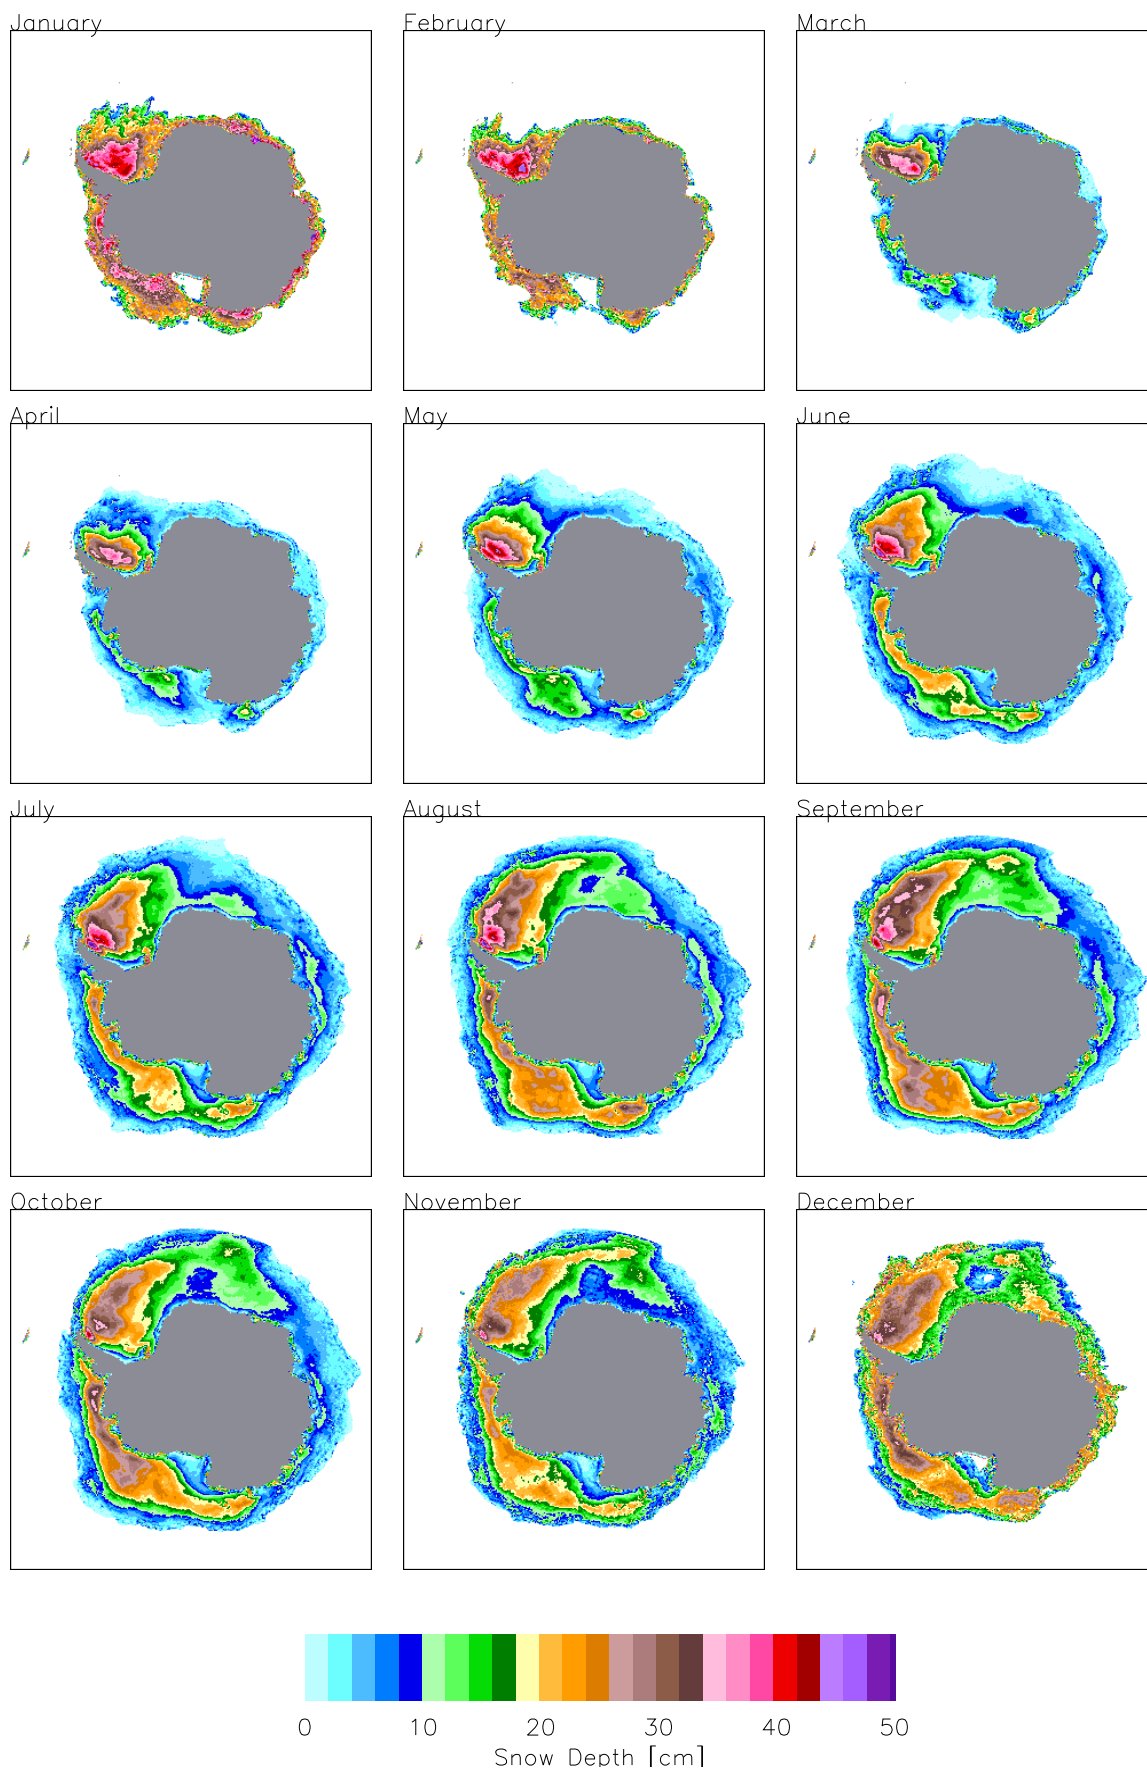 January February March
April May June
July August September
October November December
0 10 20 30 40 50
Snow Depth [cm]